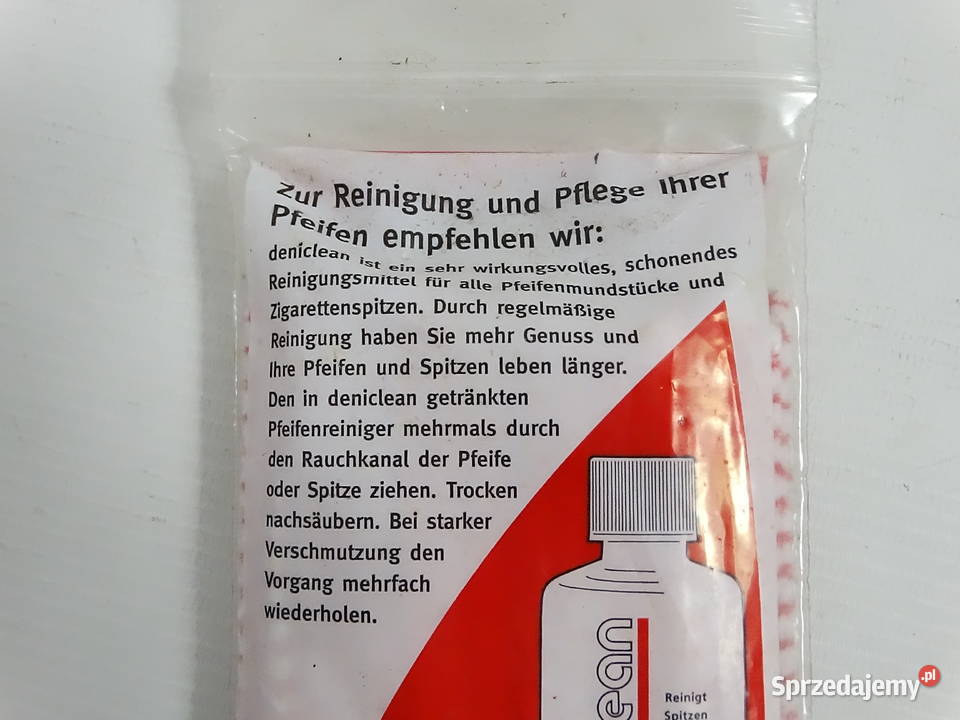 Zur Reinigung und Pflege Ihrer
Pfeifen empfehlen wir:
deniclean ist ein sehr wirkungsvolles, schonendes
Reinigungsmittel für alle Pfeifenmundstücke und
Zigarettenspitzen. Durch regelmäßige
Reinigung haben Sie mehr Genuss und
Ihre Pfeifen und Spitzen leben länger.
Den in deniclean getränkten
Pfeifenreiniger mehrmals durch
den Rauchkanal der Pfeife
oder Spitze ziehen. Trocken
nachsäubern. Bei starker
Verschmutzung den
Vorgang mehrfach
wiederholen.
ean
Reinigt
Spitzen
Sprzedajemy.pl